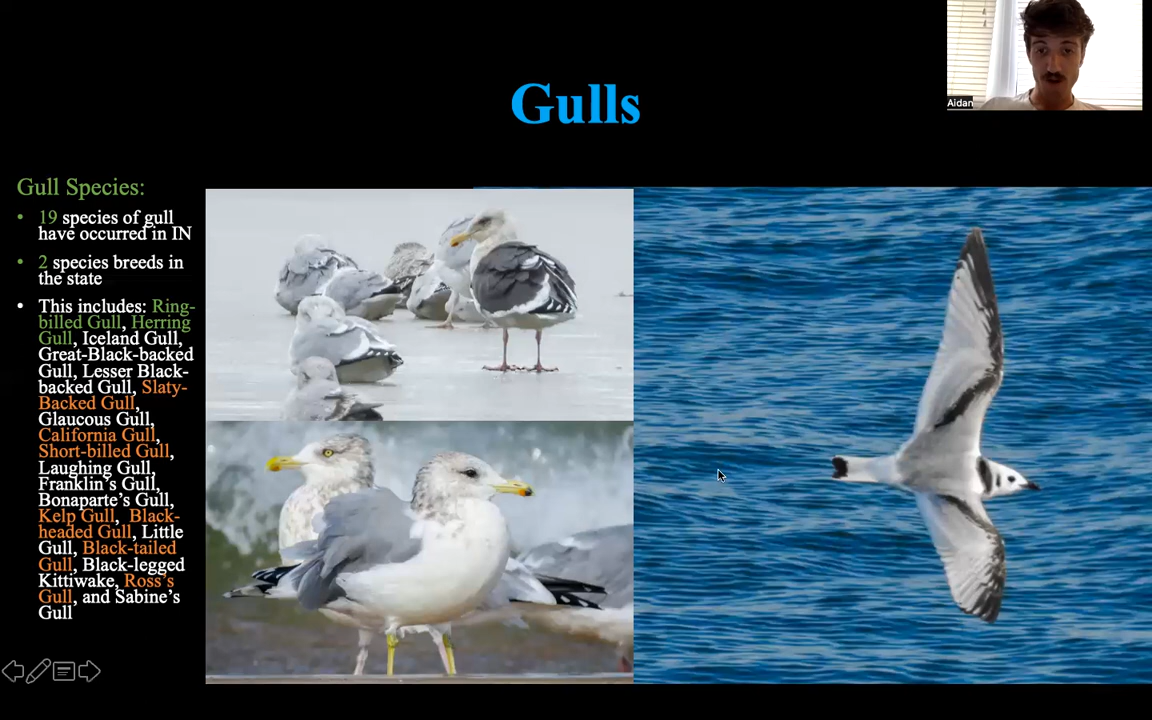 Aidan
Gulls
Gull Species:
• 19 species of gull
have occurred in IN
• 2 species breeds in
the state
• This includes: Ring-
billed Gull, Herring
Gull, Iceland Gull,
Great-Black-backed
Gull, Lesser Black-
backed Gull, Slaty-
Backed Gull,
Glaucous Gull,
California Gull,
Short-billed Gull,
Laughing Gull,
Franklin's Gull,
Bonaparte's Gull,
Kelp Gull, Black-
headed Gull, Little
Gull, Black-tailed
Gull, Black-legged
Kittiwake, Ross's
Gull, and Sabine's
Gull